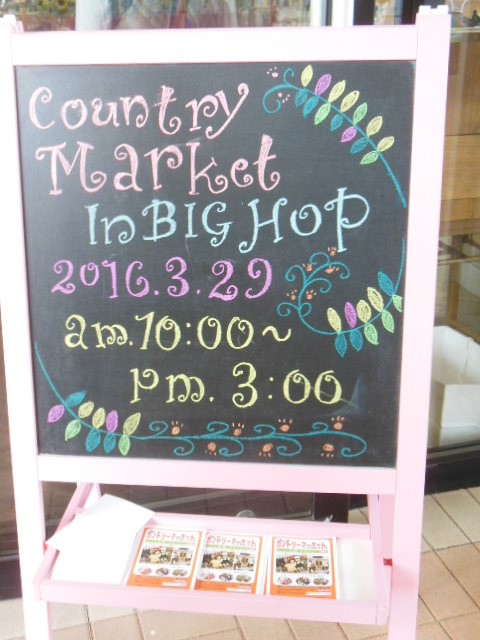 Country
Market
In BIG HOP
2016.3.29
am.10:00~
pm. 3:00